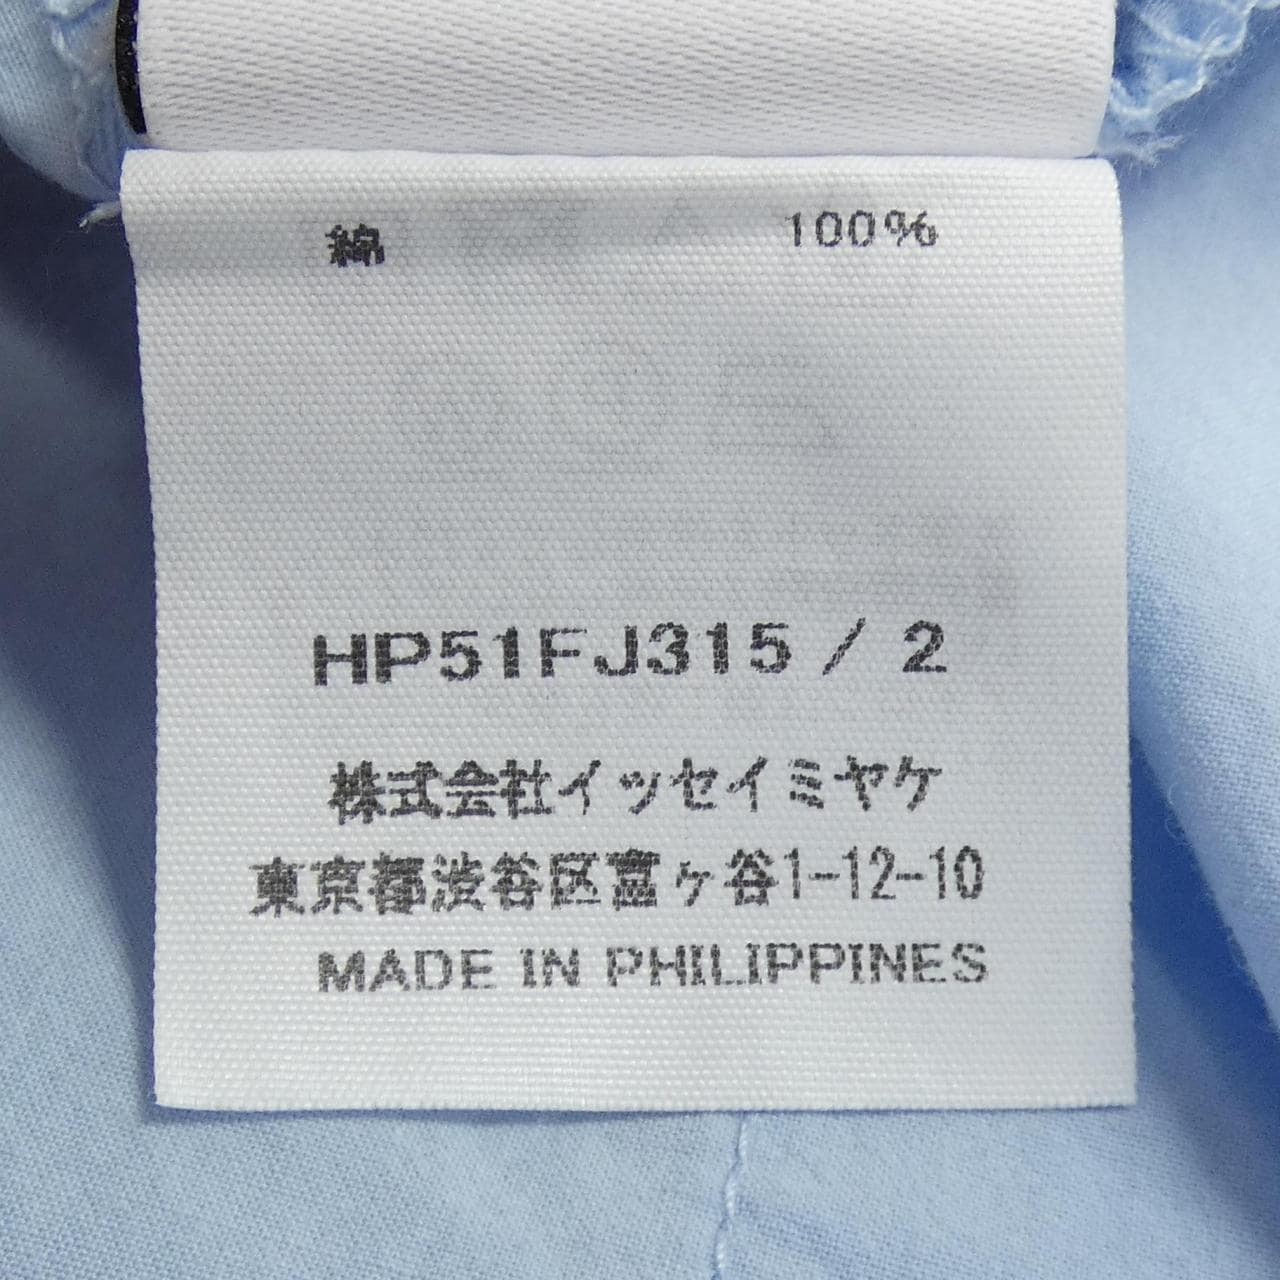 綿 100%
HP51FJ315 / 2
株式会社イッセイミヤケ
東京都渋谷区富ヶ谷1-12-10
MADE IN PHILIPPINES